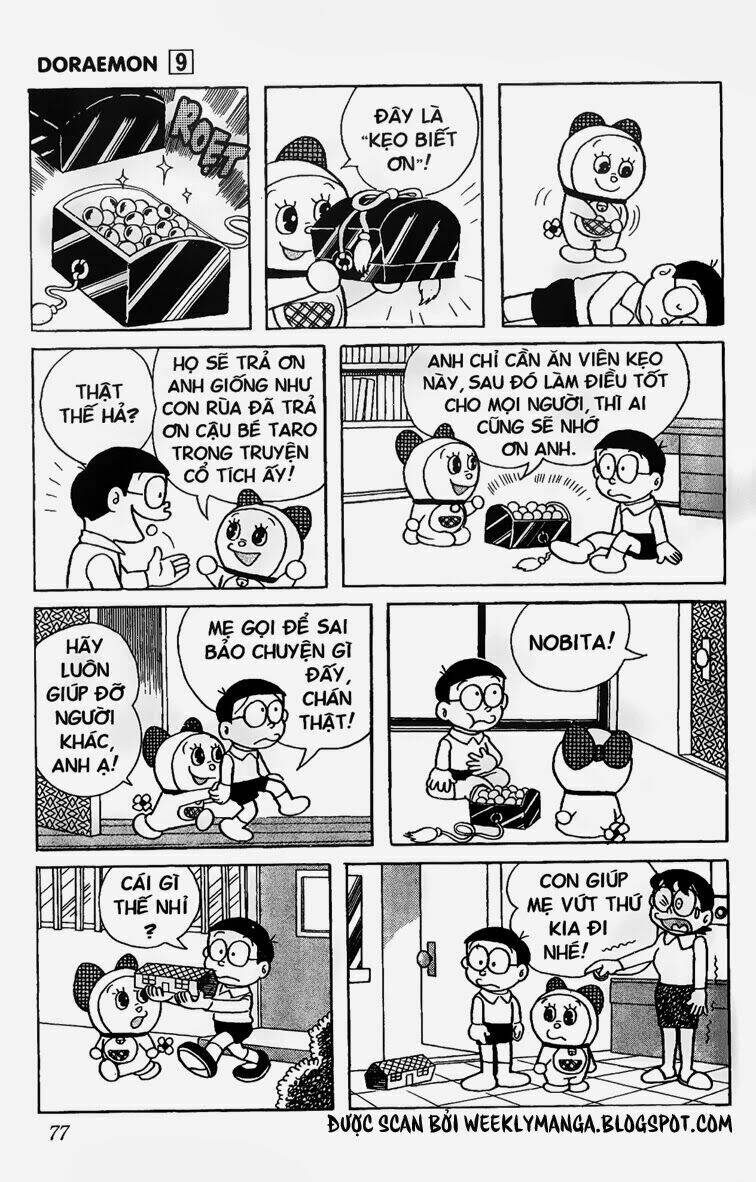 DORAEMON 9
ĐÂY LÀ
"KẸO BIẾT
ƠN"!
ROẸT
ANH CHỈ CẦN ĂN VIÊN KẸO
NÀY, SAU ĐÓ LÀM ĐIỀU TỐT
CHO MỌI NGƯỜI, THÌ AI
CŨNG SẼ NHỚ
ƠN ANH.
HỌ SẼ TRẢ ƠN
ANH GIỐNG NHƯ
CON RÙA ĐÃ TRẢ
ƠN CẬU BÉ TARO
TRONG TRUYỆN
CỔ TÍCH ẤY!
THẬT
THẾ HẢ?
NOBITA!
MẸ GỌI ĐỂ SAI
BẢO CHUYỆN GÌ
ĐẤY,
CHÁN
THẬT!
HÃY
LUÔN
GIÚP ĐỠ
NGƯỜI
KHÁC,
ANH Ạ!
CON GIÚP
MẸ VỨT THỨ
KIA ĐI
NHÉ!
CÁI GÌ
THẾ NHỈ
?
77
ĐƯỢC SCAN BỞI WEEKLYMANGA.BLOGSPOT.COM